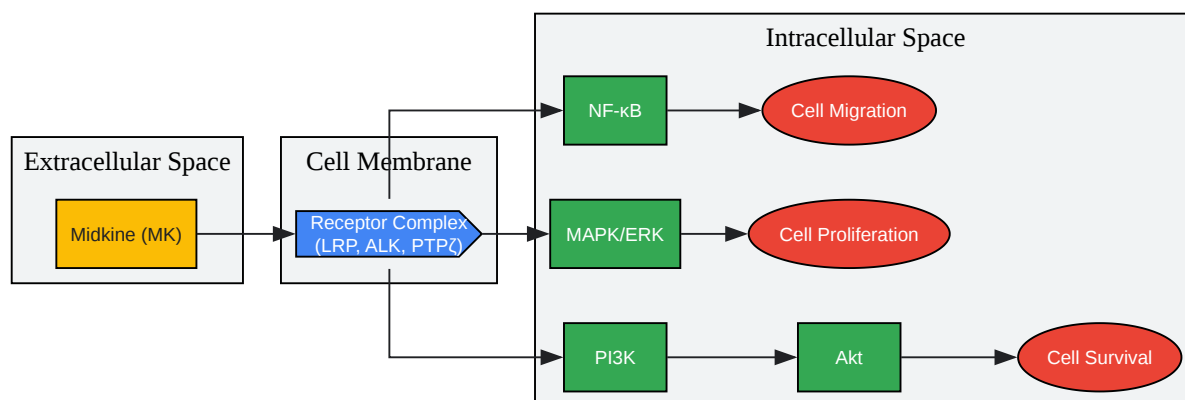 Intracellular Space
NF-κB
Cell Migration
Extracellular Space
Cell Membrane
Midkine (MK)
Receptor Complex
(LRP, ALK, PTPζ)
MAPK/ERK
Cell Proliferation
PI3K
Akt
Cell Survival